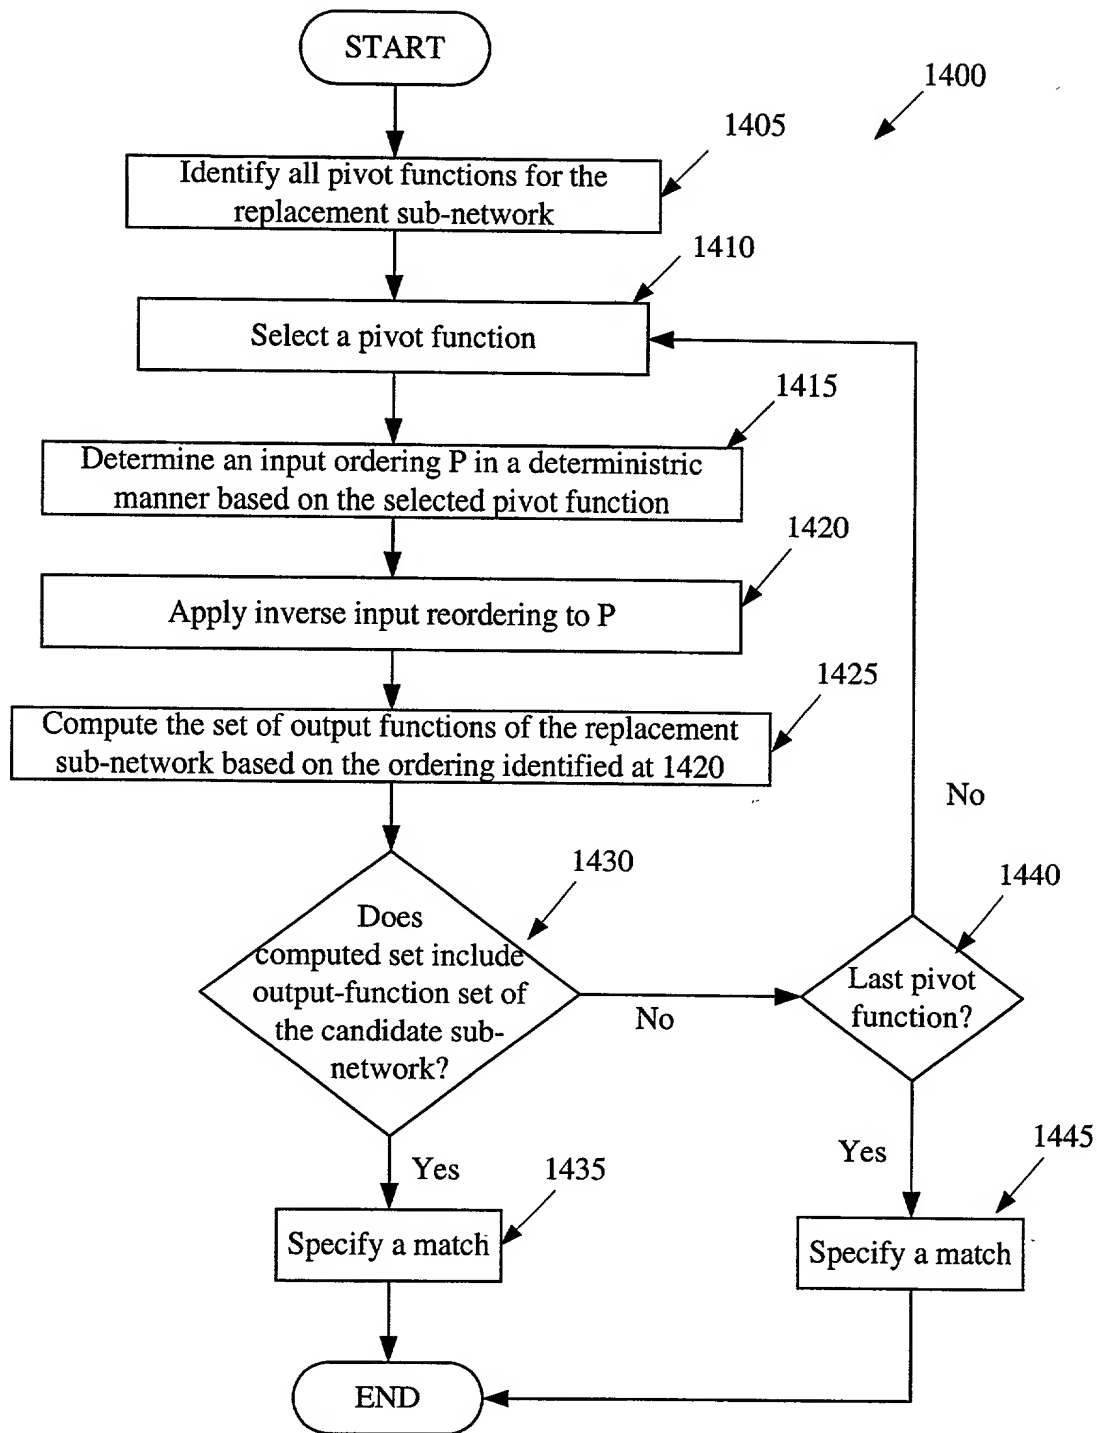 START
1400
1405
Identify all pivot functions for the
replacement sub-network
1410
Select a pivot function
1415
Determine an input ordering P in a deterministric
manner based on the selected pivot function
1420
Apply inverse input reordering to P
1425
Compute the set of output functions of the replacement
sub-network based on the ordering identified at 1420
No
1430
Does
computed set include
output-function set of
the candidate sub-
network?
No
1440
Last pivot
function?
Yes
1435
Specify a match
Yes
1445
Specify a match
END